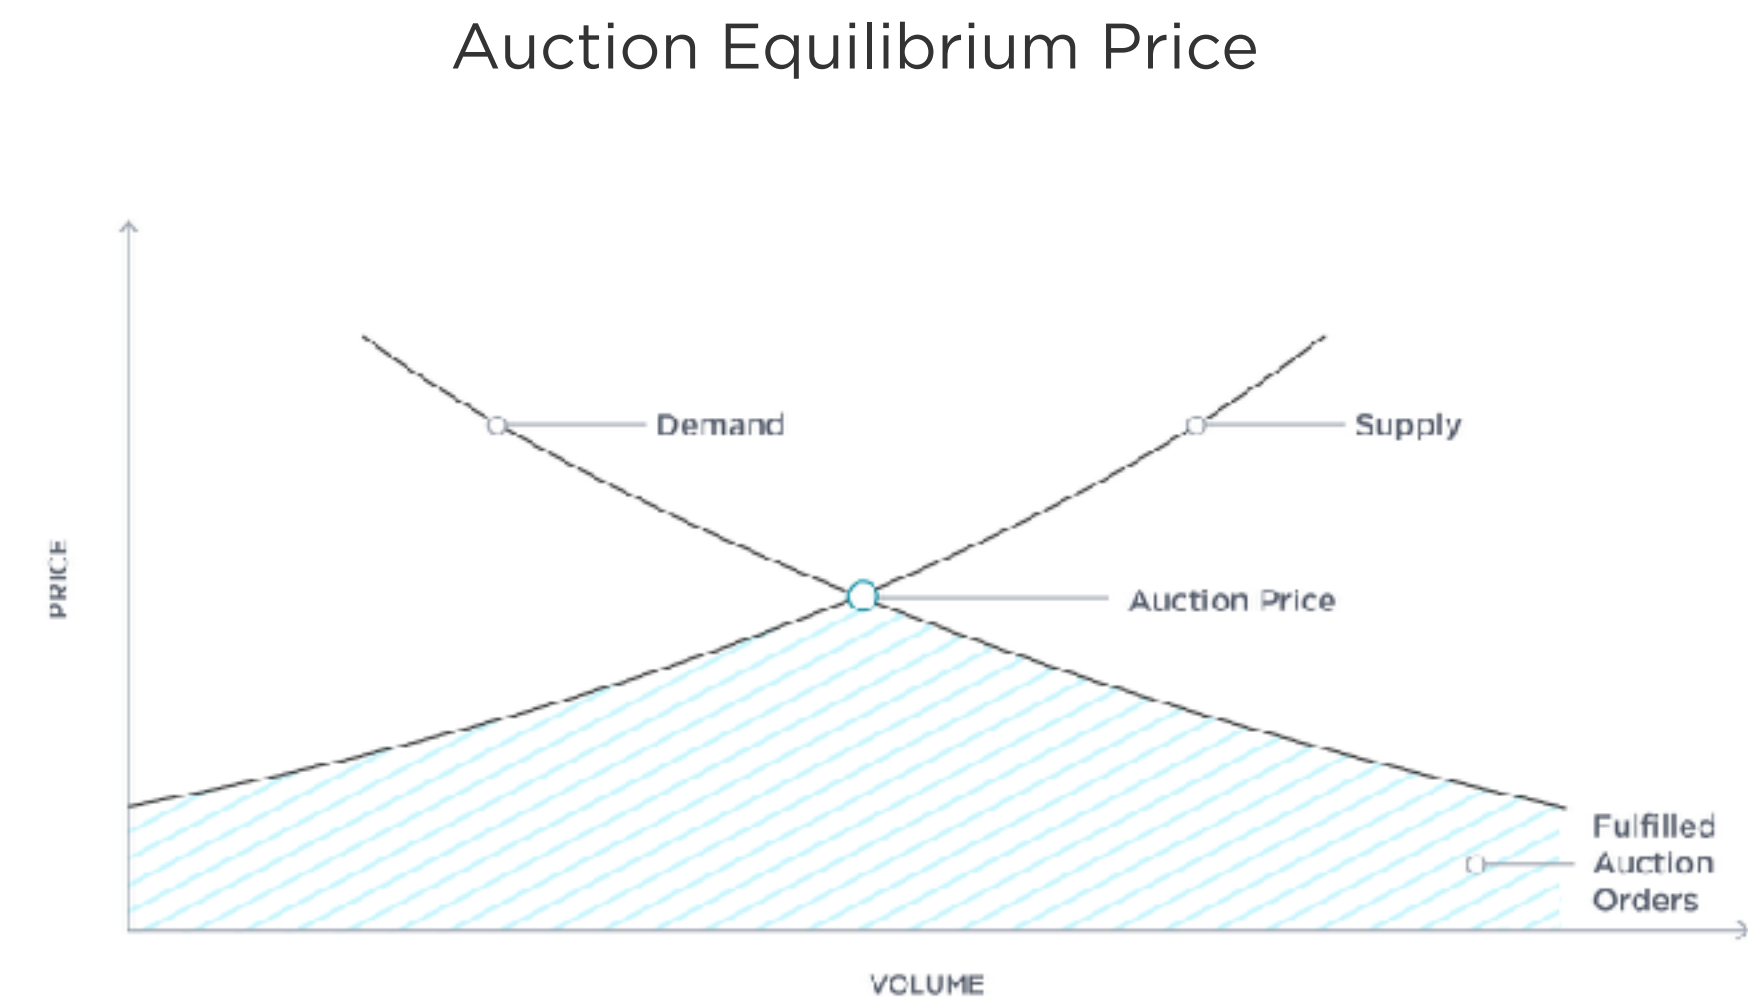 Auction Equilibrium Price
Demand
Supply
PRICE
Auction Price
Fulfilled
Auction
Orders
VOLUME